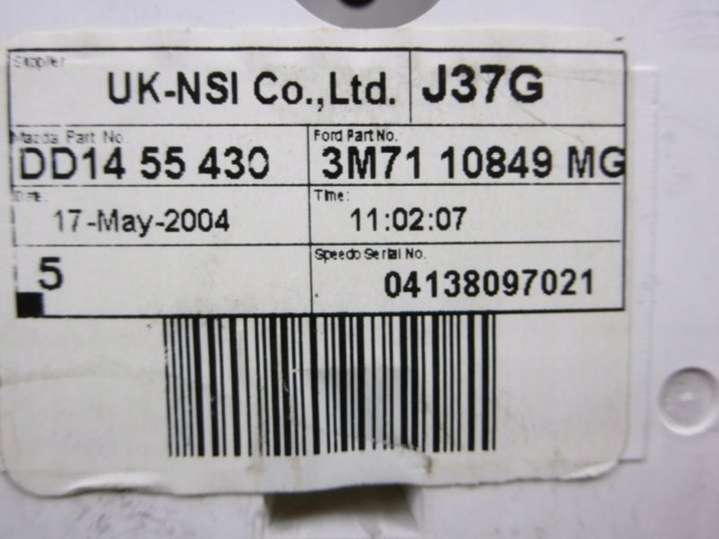 Supplier
UK-NSI Co.,Ltd. J37G
Mazda Part No. Ford Part No.
DD14 55 430 3M71 10849 MG
Date: Time:
17-May-2004 11:02:07
5 Speedo Serial No.
04138097021